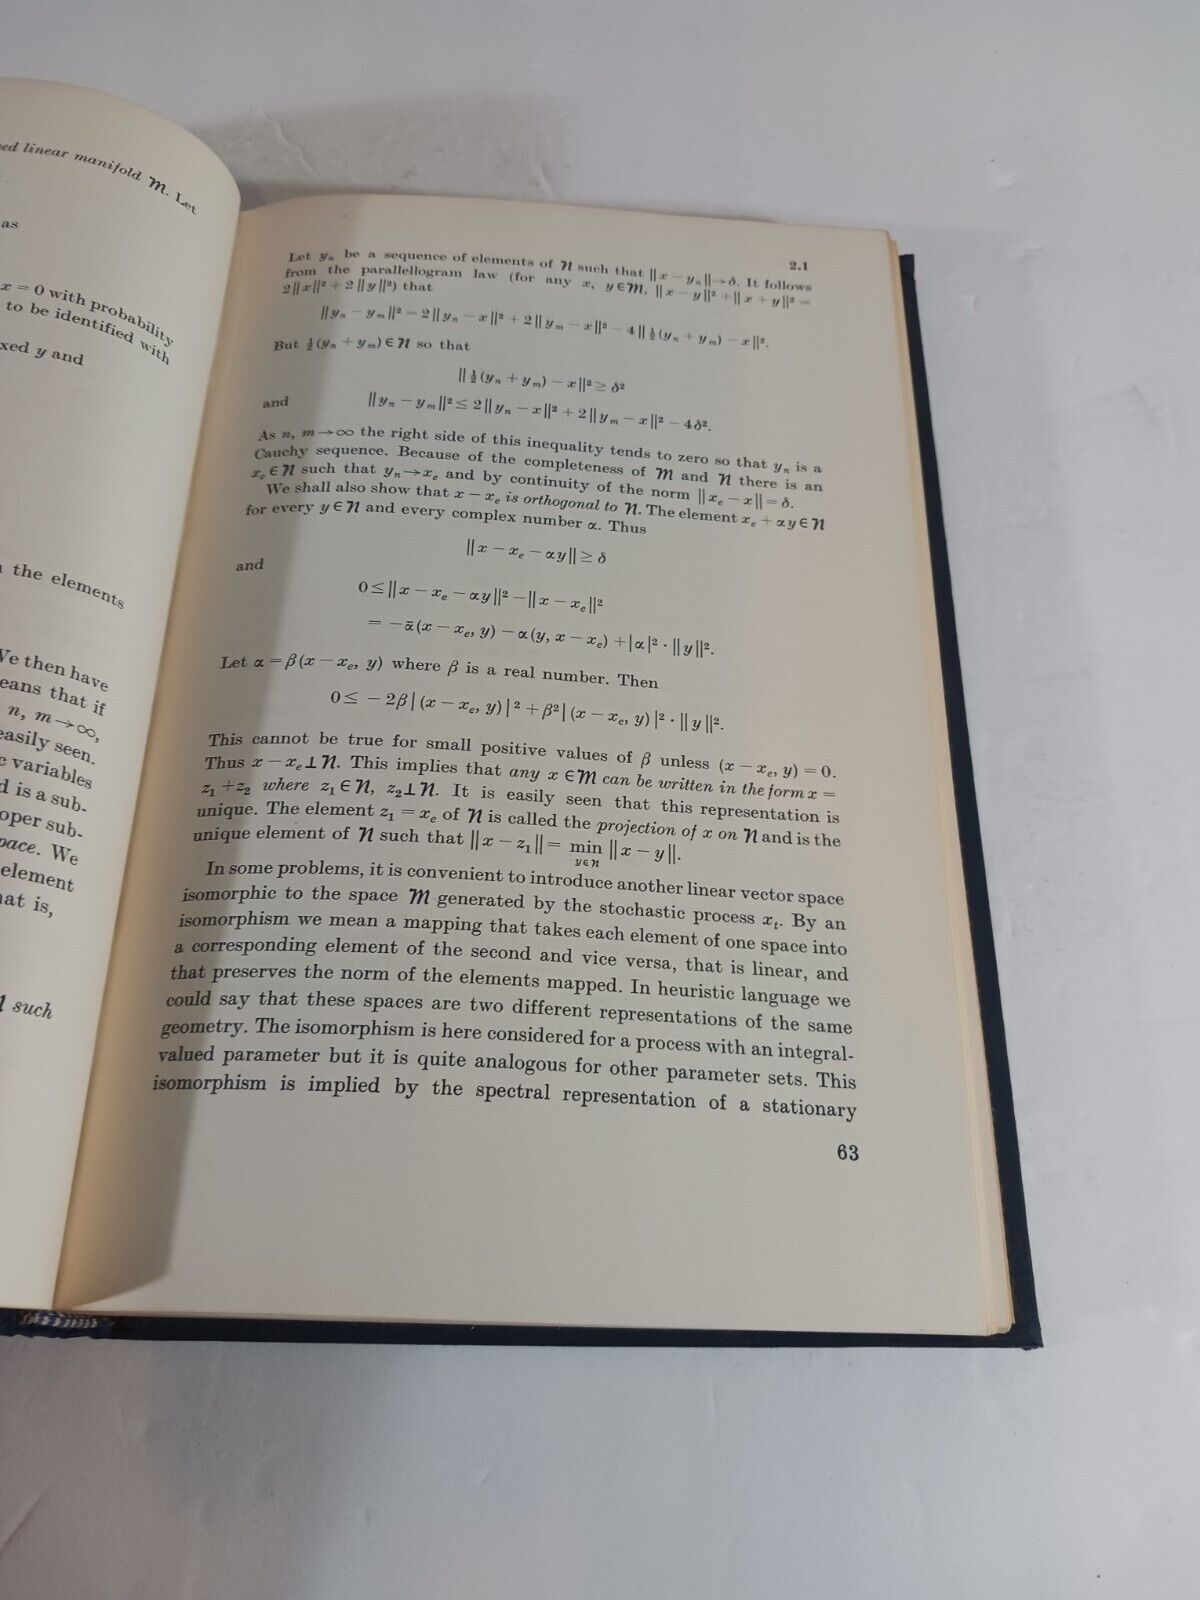 ed linear manifold 𝓜. Let
as
x = 0 with probability
to be identified with
xed y and
the elements
We then have
eans that if
n, m→∞,
easily seen.
c variables
d is a sub-
oper sub-
pace. We
element
hat is,
𝓝 such
2.1
Let yₙ be a sequence of elements of 𝓝 such that ||x − yₙ||→δ. It follows
from the parallellogram law (for any x, y∈𝓜, ||x − y||² + ||x + y||² =
2||x||² + 2||y||²) that
||yₙ − yₘ||² = 2||yₙ − x||² + 2||yₘ − x||² − 4||½(yₙ + yₘ) − x||².
But ½(yₙ + yₘ)∈𝓝 so that
||½(yₙ + yₘ) − x||² ≥ δ²
and ||yₙ − yₘ||² ≤ 2||yₙ − x||² + 2||yₘ − x||² − 4δ².
As n, m→∞ the right side of this inequality tends to zero so that yₙ is a
Cauchy sequence. Because of the completeness of 𝓜 and 𝓝 there is an
xₑ∈𝓝 such that yₙ→xₑ and by continuity of the norm ||xₑ − x|| = δ.
We shall also show that x − xₑ is orthogonal to 𝓝. The element xₑ + αy∈𝓝
for every y∈𝓝 and every complex number α. Thus
||x − xₑ − αy|| ≥ δ
and
0 ≤ ||x − xₑ − αy||² − ||x − xₑ||²
= −ᾱ(x − xₑ, y) − α(y, x − xₑ) + |α|² · ||y||².
Let α = β(x − xₑ, y) where β is a real number. Then
0 ≤ − 2β|(x − xₑ, y)|² + β²|(x − xₑ, y)|² · ||y||².
This cannot be true for small positive values of β unless (x − xₑ, y) = 0.
Thus x − xₑ⊥𝓝. This implies that any x∈𝓜 can be written in the form x =
z₁ + z₂ where z₁∈𝓝, z₂⊥𝓝. It is easily seen that this representation is
unique. The element z₁ = xₑ of 𝓝 is called the projection of x on 𝓝 and is the
unique element of 𝓝 such that ||x − z₁|| = min ||x − y||.
y∈𝓝
In some problems, it is convenient to introduce another linear vector space
isomorphic to the space 𝓜 generated by the stochastic process xₜ. By an
isomorphism we mean a mapping that takes each element of one space into
a corresponding element of the second and vice versa, that is linear, and
that preserves the norm of the elements mapped. In heuristic language we
could say that these spaces are two different representations of the same
geometry. The isomorphism is here considered for a process with an integral-
valued parameter but it is quite analogous for other parameter sets. This
isomorphism is implied by the spectral representation of a stationary
63